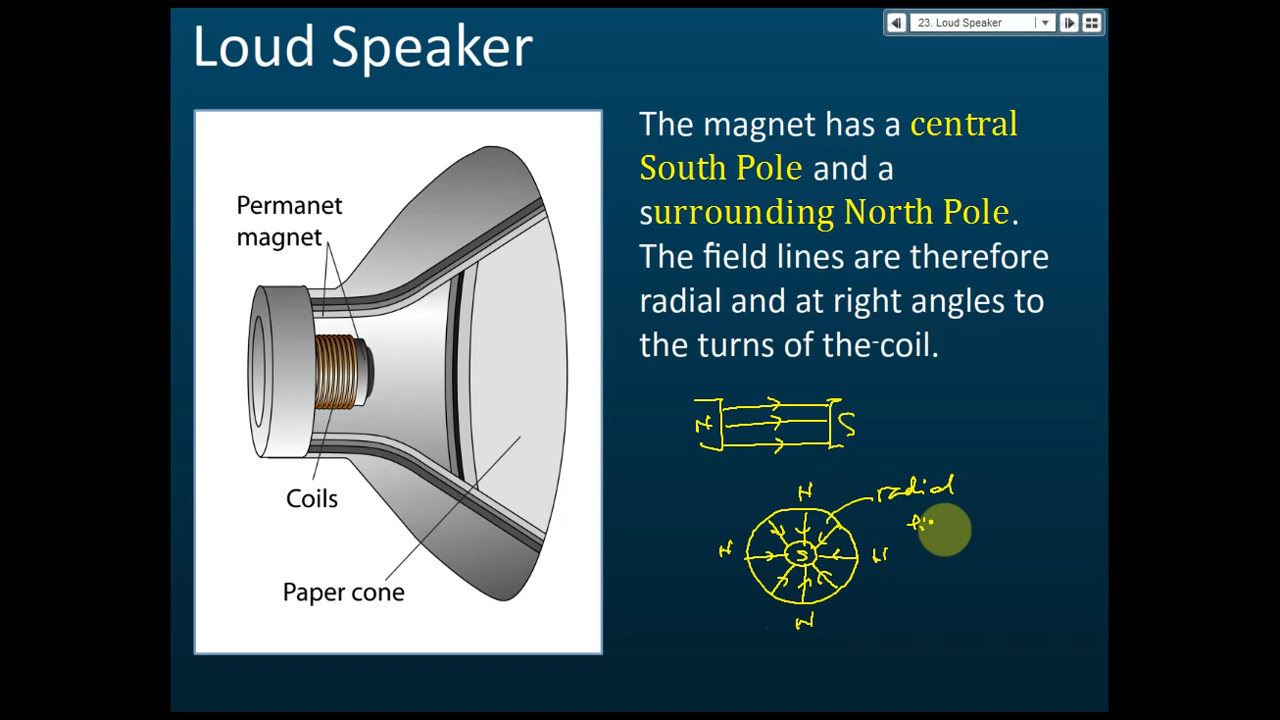 Loud Speaker
23. Loud Speaker
Permanet
magnet
Coils
Paper cone
The magnet has a central
South Pole and a
surrounding North Pole.
The field lines are therefore
radial and at right angles to
the turns of the coil.
N S
N
radial
N S N
N